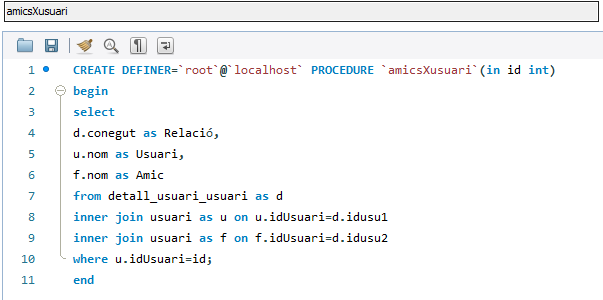 amicsXusuari
1 CREATE DEFINER=`root`@`localhost` PROCEDURE `amicsXusuari`(in id int)
2 begin
3 select
4 d.conegut as Relació,
5 u.nom as Usuari,
6 f.nom as Amic
7 from detall_usuari_usuari as d
8 inner join usuari as u on u.idUsuari=d.idusu1
9 inner join usuari as f on f.idUsuari=d.idusu2
10 where u.idUsuari=id;
11 end